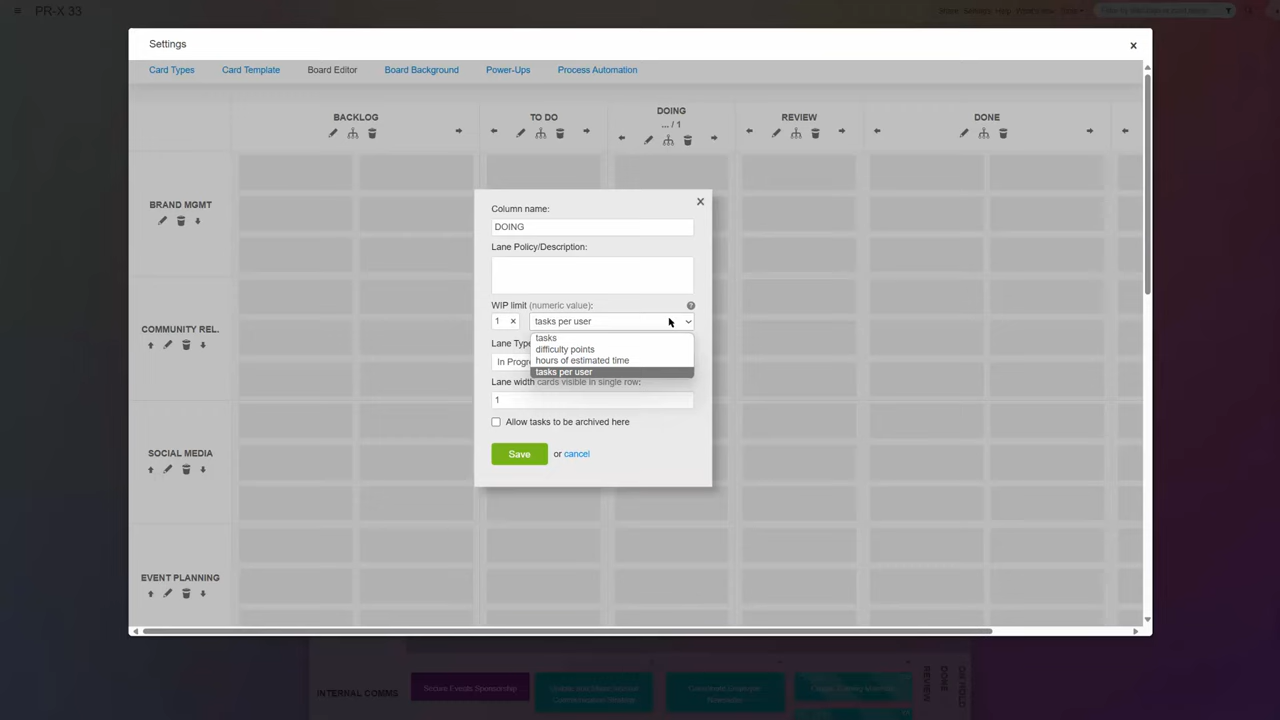 PR-X 33
Settings
Card Types Card Template Board Editor Board Background Power-Ups Process Automation
BACKLOG TO DO DOING REVIEW DONE
... / 1
BRAND MGMT
COMMUNITY REL.
SOCIAL MEDIA
EVENT PLANNING
Column name:
DOING
Lane Policy/Description:
WIP limit (numeric value):
1 × tasks per user
tasks
difficulty points
hours of estimated time
tasks per user
Lane Type
In Progre
Lane width cards visible in single row:
1
Allow tasks to be archived here
Save or cancel
INTERNAL COMMS
Secure Events Sponsorship
REVIEW
DONE
ON HOLD